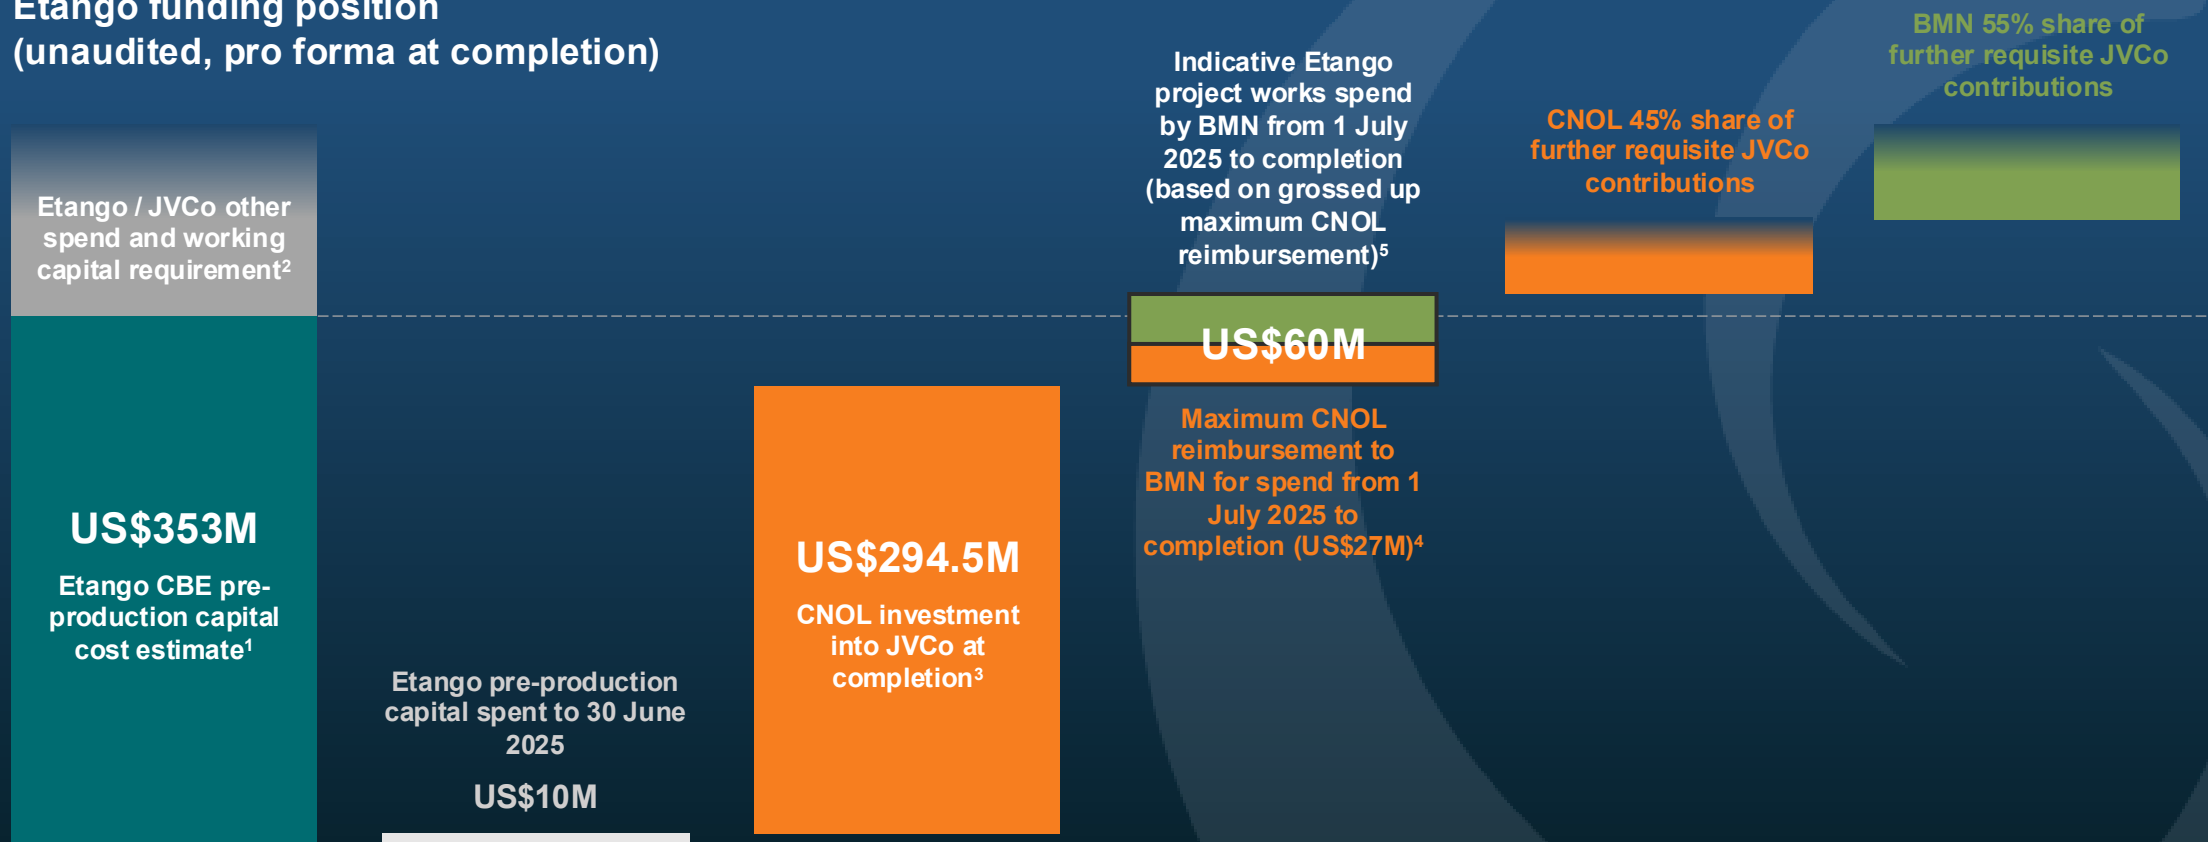 Etango funding position
(unaudited, pro forma at completion)
Etango / JVCo other
spend and working
capital requirement²
US$353M
Etango CBE pre-
production capital
cost estimate¹
Etango pre-production
capital spent to 30 June
2025
US$10M
US$294.5M
CNOL investment
into JVCo at
completion³
Indicative Etango
project works spend
by BMN from 1 July
2025 to completion
(based on grossed up
maximum CNOL
reimbursement)⁵
US$60M
Maximum CNOL
reimbursement to
BMN for spend from 1
July 2025 to
completion (US$27M)⁴
CNOL 45% share of
further requisite JVCo
contributions
BMN 55% share of
further requisite JVCo
contributions